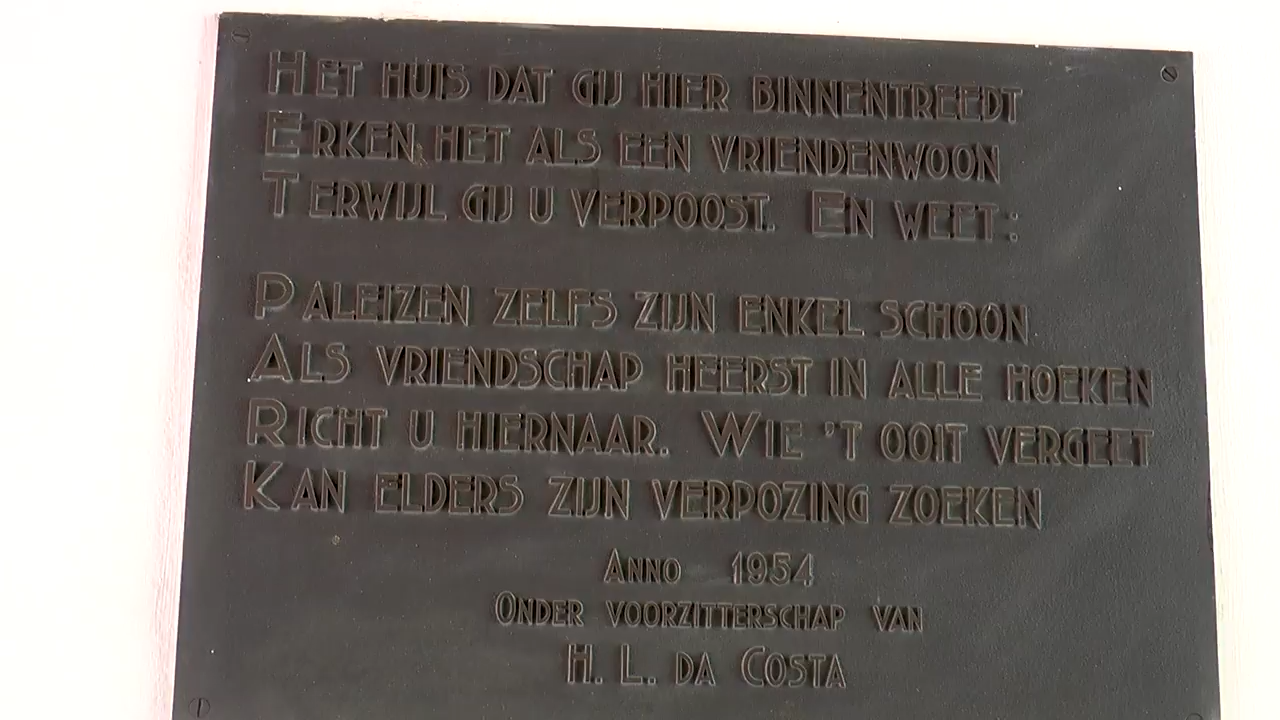 HET HUIS DAT GIJ HIER BINNENTREEDT
ERKEN HET ALS EEN VRIENDENWOON
TERWIJL GIJ U VERPOOST. EN WEET:
PALEIZEN ZELFS ZIJN ENKEL SCHOON
ALS VRIENDSCHAP HEERST IN ALLE HOEKEN
RICHT U HIERNAAR. WIE 'T OOIT VERGEET
KAN ELDERS ZIJN VERPOZING ZOEKEN
ANNO 1954
ONDER VOORZITTERSCHAP VAN
H. L. DA COSTA